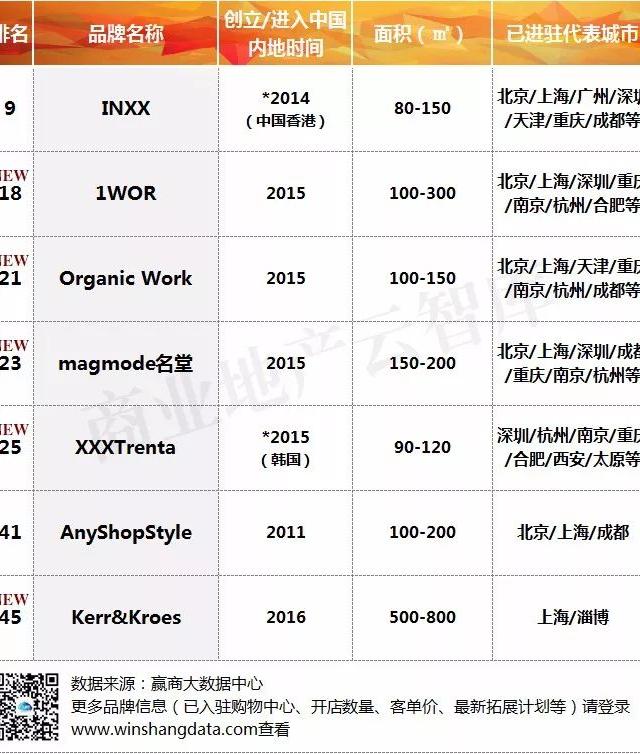 排名 品牌名称 创立/进入中国 面积（㎡） 已进驻代表城市
内地时间
9 INXX *2014 80-150 北京/上海/广州/深圳
（中国香港） /天津/重庆/成都等
NEW
18 1WOR 2015 100-300 北京/上海/深圳/重庆
/南京/杭州/合肥等
NEW
21 Organic Work 2015 100-150 北京/上海/天津/重庆
/南京/杭州/成都等
NEW
23 magmode名堂 2015 150-200 北京/上海/深圳/成都
/重庆/南京/杭州等
NEW
25 XXXTrenta *2015 90-120 深圳/杭州/南京/重庆
（韩国） /合肥/西安/太原等
41 AnyShopStyle 2011 100-200 北京/上海/成都
NEW
45 Kerr&Kroes 2016 500-800 上海/淄博
商业地产云智库
数据来源：赢商大数据中心
更多品牌信息（已入驻购物中心、开店数量、客单价、最新拓展计划等）请登录
www.winshangdata.com查看